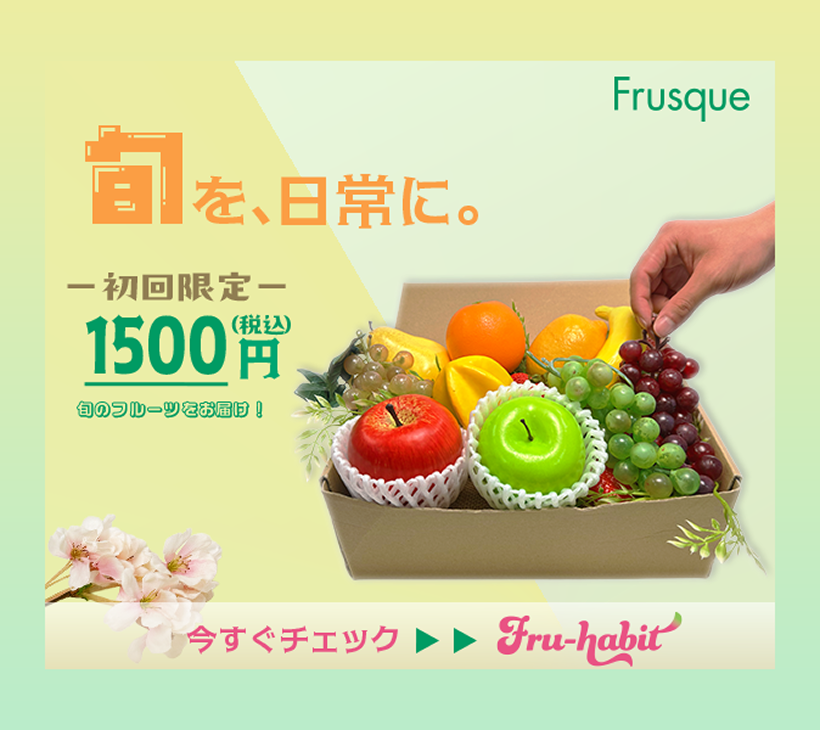 Frusque
旬を、日常に。
ー初回限定ー
1500円(税込)
旬のフルーツをお届け！
今すぐチェック ▶▶ Fru-habit